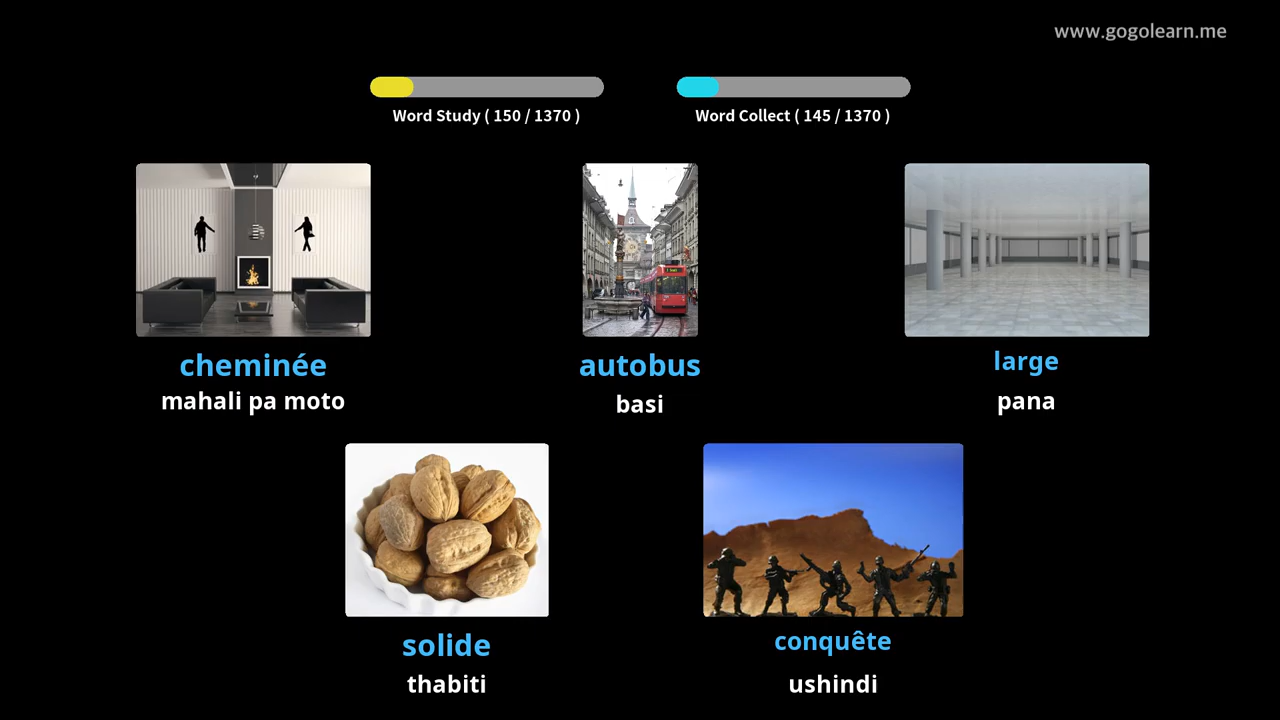 www.gogolearn.me
Word Study ( 150 / 1370 )
Word Collect ( 145 / 1370 )
cheminée
mahali pa moto
autobus
basi
large
pana
solide
thabiti
conquête
ushindi